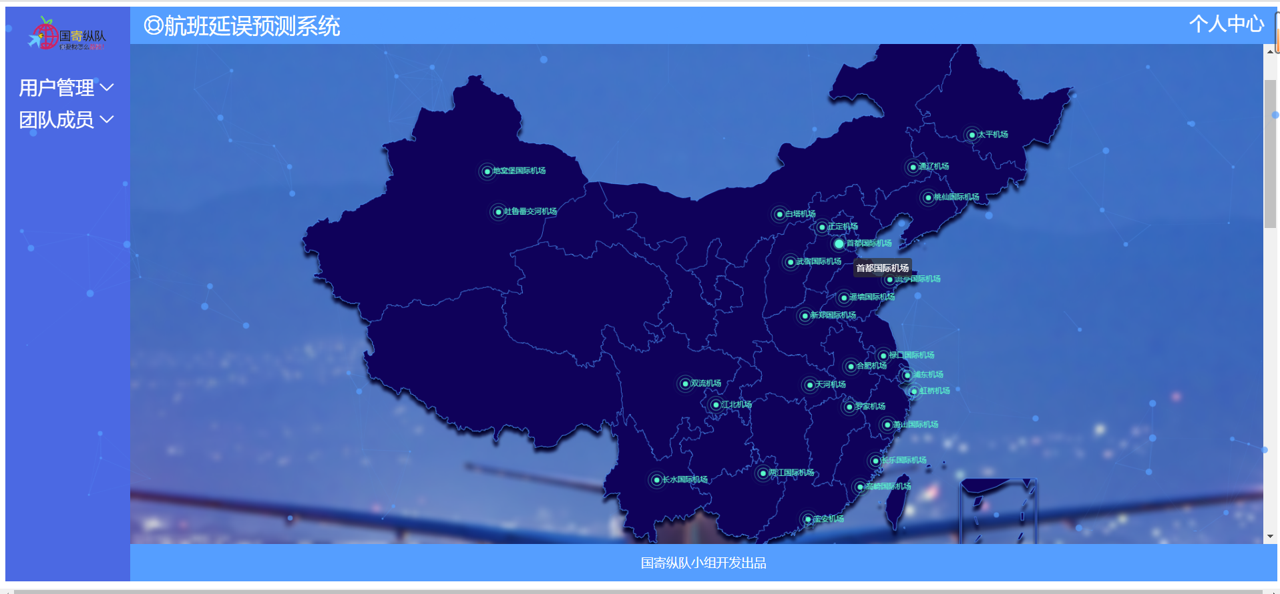 航班延误预测系统
个人中心
国寄纵队
用户管理
团队成员
太平机场
通辽机场
地窝堡国际机场
桃仙国际机场
吐鲁番交河机场
白塔机场
正定机场
首都国际机场
武宿国际机场
首都国际机场
流亭国际机场
遥墙国际机场
新郑国际机场
禄口国际机场
合肥机场
浦东机场
双流机场
天河机场
虹桥机场
江北机场
罗家机场
萧山国际机场
长乐国际机场
两江国际机场
长水国际机场
高崎国际机场
宝安机场
国寄纵队小组开发出品